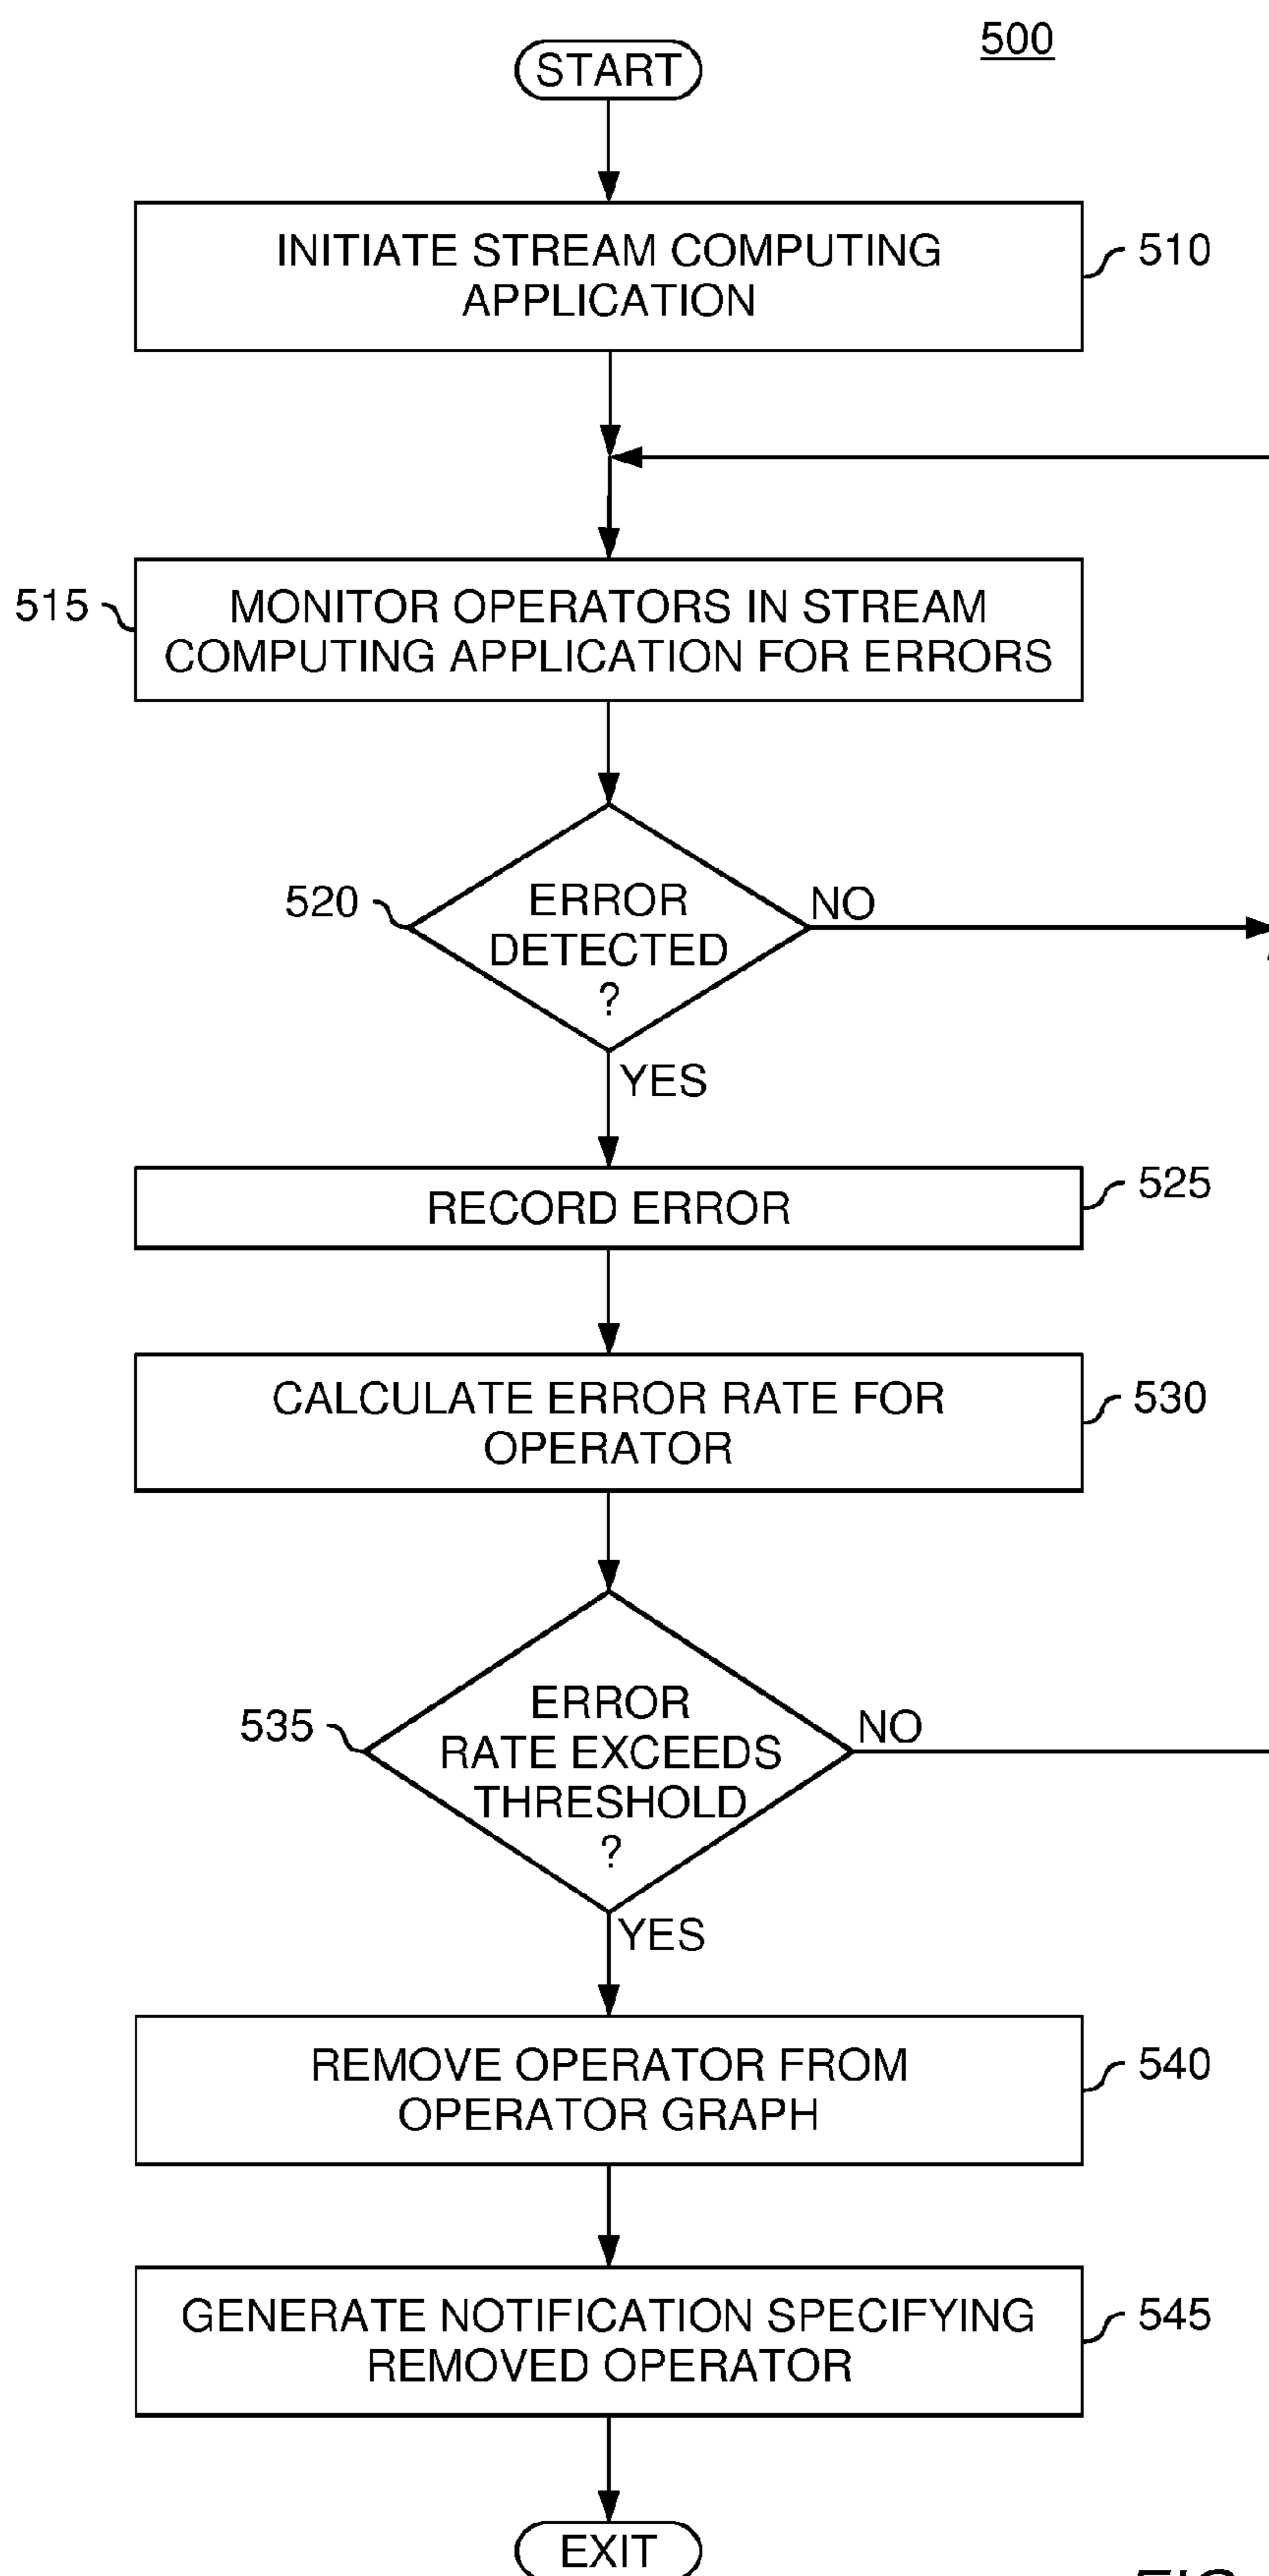 500
START
INITIATE STREAM COMPUTING
APPLICATION
510
515
MONITOR OPERATORS IN STREAM
COMPUTING APPLICATION FOR ERRORS
520
ERROR
DETECTED
?
NO
YES
RECORD ERROR
525
CALCULATE ERROR RATE FOR
OPERATOR
530
535
ERROR
RATE EXCEEDS
THRESHOLD
?
NO
YES
REMOVE OPERATOR FROM
OPERATOR GRAPH
540
GENERATE NOTIFICATION SPECIFYING
REMOVED OPERATOR
545
EXIT